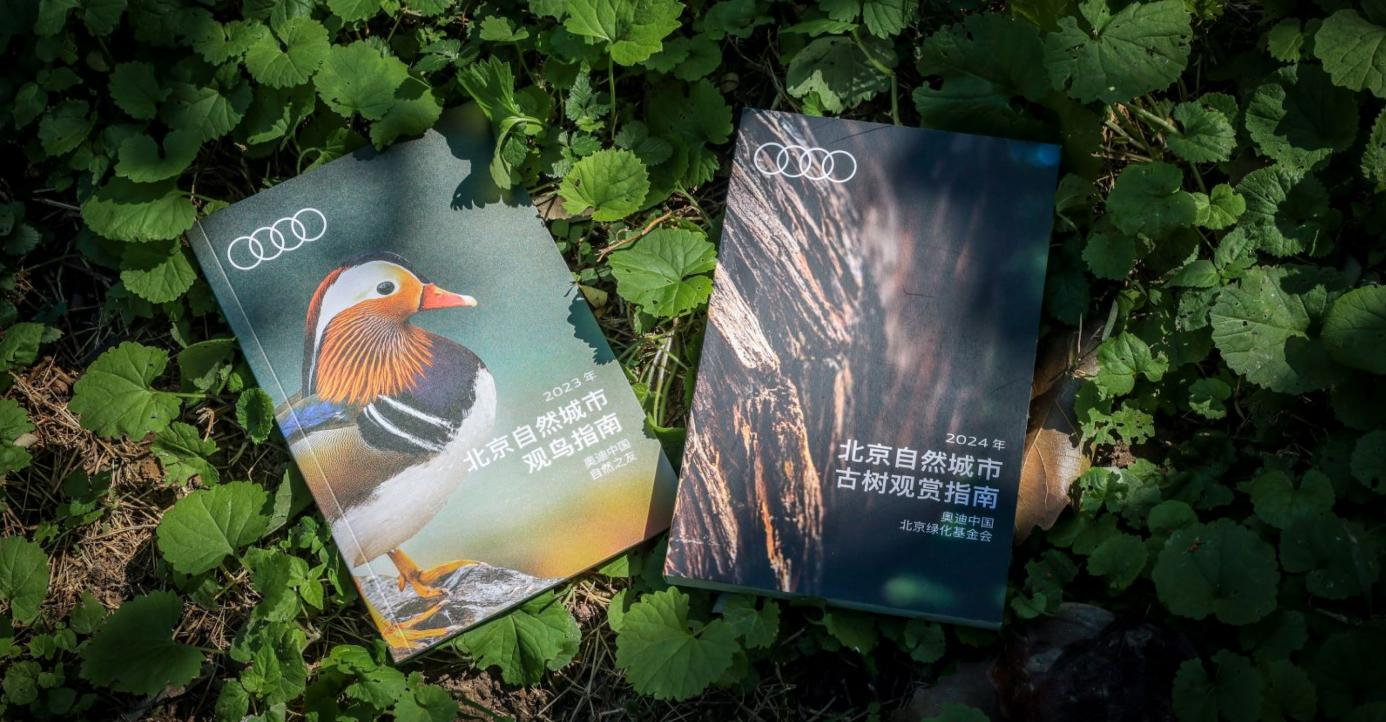 2023 年
北京自然城市
观鸟指南
奥迪中国
自然之友
2024 年
北京自然城市
古树观赏指南
奥迪中国
北京绿化基金会